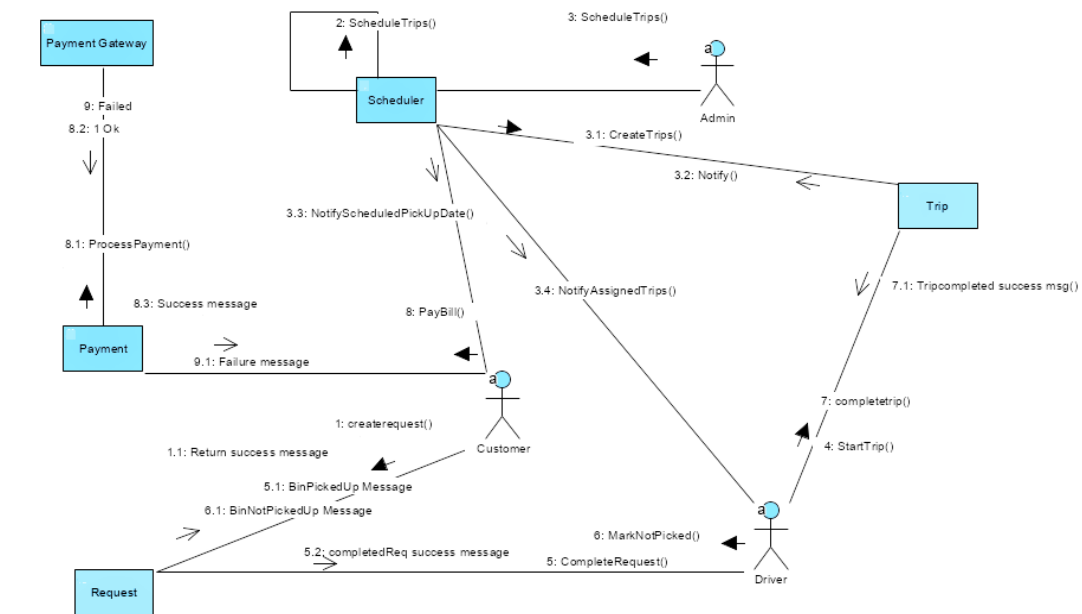 2: ScheduleTrips()
3: ScheduleTrips()
Payment Gateway
a
Scheduler
Admin
9: Failed
8.2: 1 Ok
3.1: CreateTrips()
3.2: Notify()
Trip
3.3: NotifyScheduledPickUpDate()
8.1: ProcessPayment()
3.4: NotifyAssignedTrips()
7.1: Tripcompleted success msg()
8.3: Success message
8: PayBill()
Payment
9.1: Failure message
a
7: completetrip()
1: createrequest()
Customer
4: StartTrip()
1.1: Return success message
5.1: BinPickedUp Message
6.1: BinNotPickedUp Message
a
6: MarkNotPicked()
5.2: completedReq success message
5: CompleteRequest()
Driver
Request